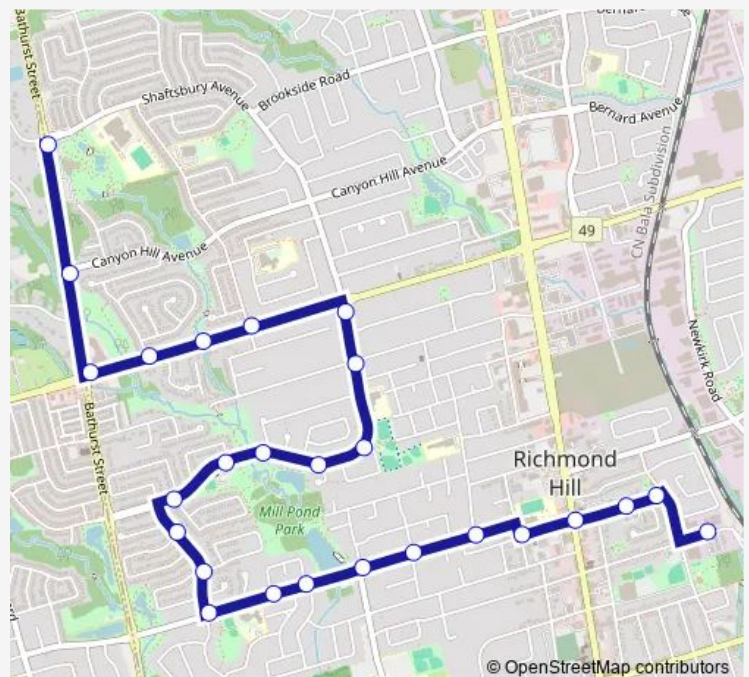 Bathurst Street
Bernard
Shaftsbury Avenue
Brookside Road
Bernard Avenue
Canyon Hill Avenue
CN Bala Subdivision
49
Canyon Hill Avenue
Newkirk Road
Bathurst Street
Richmond
Hill
Mill Pond
Park
© OpenStreetMap contributors